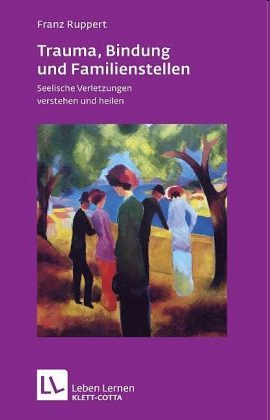 Franz Ruppert
Trauma, Bindung
und Familienstellen
Seelische Verletzungen
verstehen und heilen
LL
Leben Lernen
KLETT-COTTA